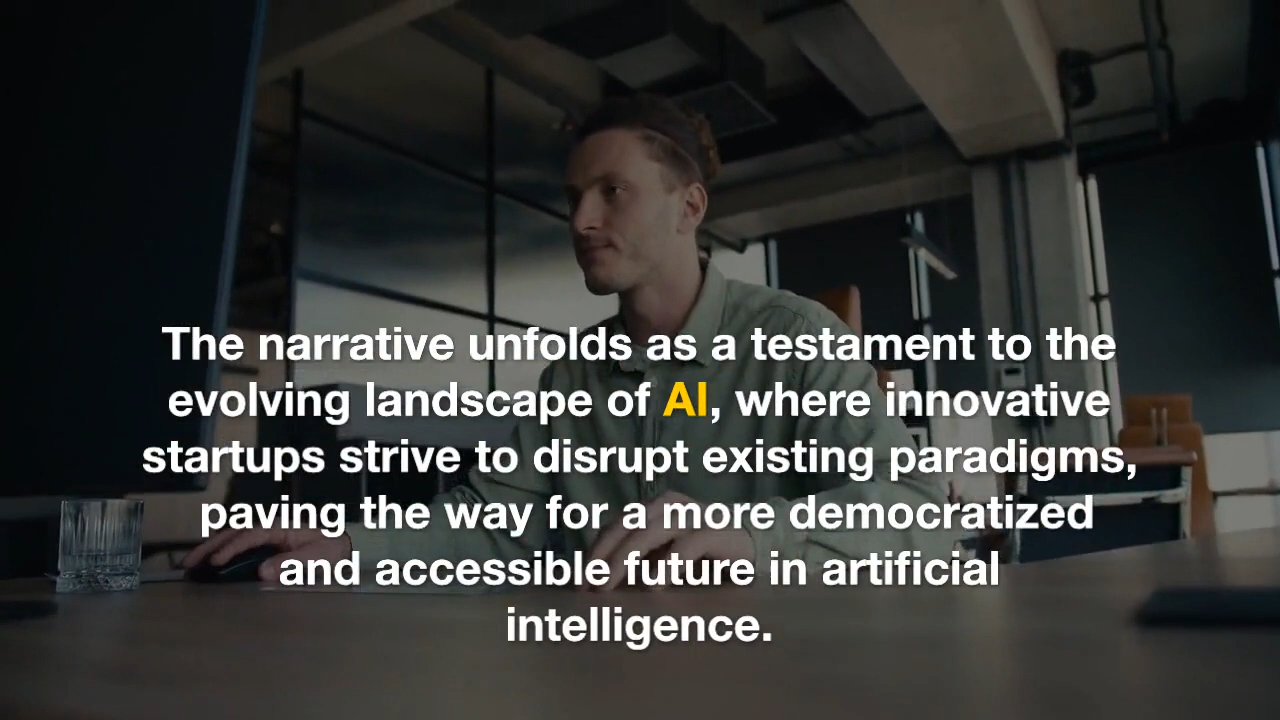 The narrative unfolds as a testament to the
evolving landscape of AI, where innovative
startups strive to disrupt existing paradigms,
paving the way for a more democratized
and accessible future in artificial
intelligence.